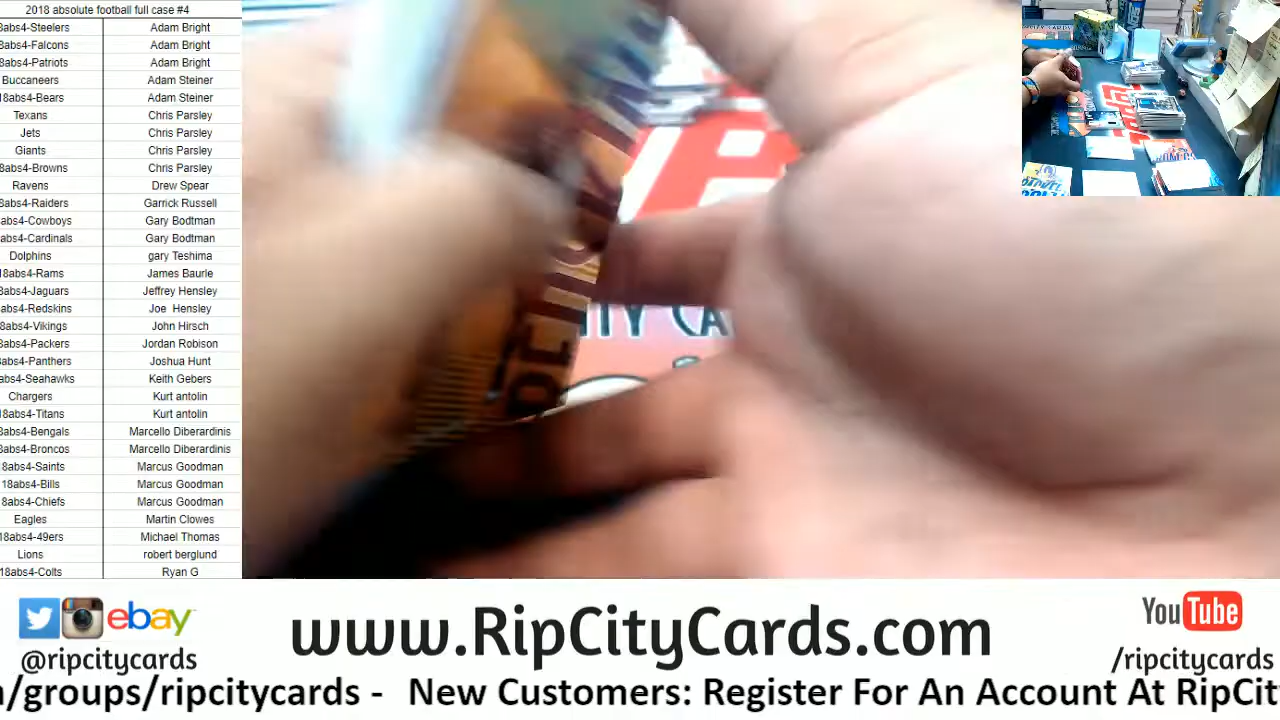 2018 absolute football full case #4
8abs4-Steelers Adam Bright
8abs4-Falcons Adam Bright
8abs4-Patriots Adam Bright
Buccaneers Adam Steiner
18abs4-Bears Adam Steiner
Texans Chris Parsley
Jets Chris Parsley
Giants Chris Parsley
8abs4-Browns Chris Parsley
Ravens Drew Spear
8abs4-Raiders Garrick Russell
abs4-Cowboys Gary Bodtman
abs4-Cardinals Gary Bodtman
Dolphins gary Teshima
18abs4-Rams James Baurle
8abs4-Jaguars Jeffrey Hensley
abs4-Redskins Joe Hensley
8abs4-Vikings John Hirsch
8abs4-Packers Jordan Robison
8abs4-Panthers Joshua Hunt
abs4-Seahawks Keith Gebers
Chargers Kurt antolin
18abs4-Titans Kurt antolin
8abs4-Bengals Marcello Diberardinis
8abs4-Broncos Marcello Diberardinis
8abs4-Saints Marcus Goodman
18abs4-Bills Marcus Goodman
8abs4-Chiefs Marcus Goodman
Eagles Martin Clowes
18abs4-49ers Michael Thomas
Lions robert berglund
18abs4-Colts Ryan G
ITY CA
ebay
@ripcitycards
www.RipCityCards.com
YouTube
/ripcitycards
/groups/ripcitycards - New Customers: Register For An Account At RipCit